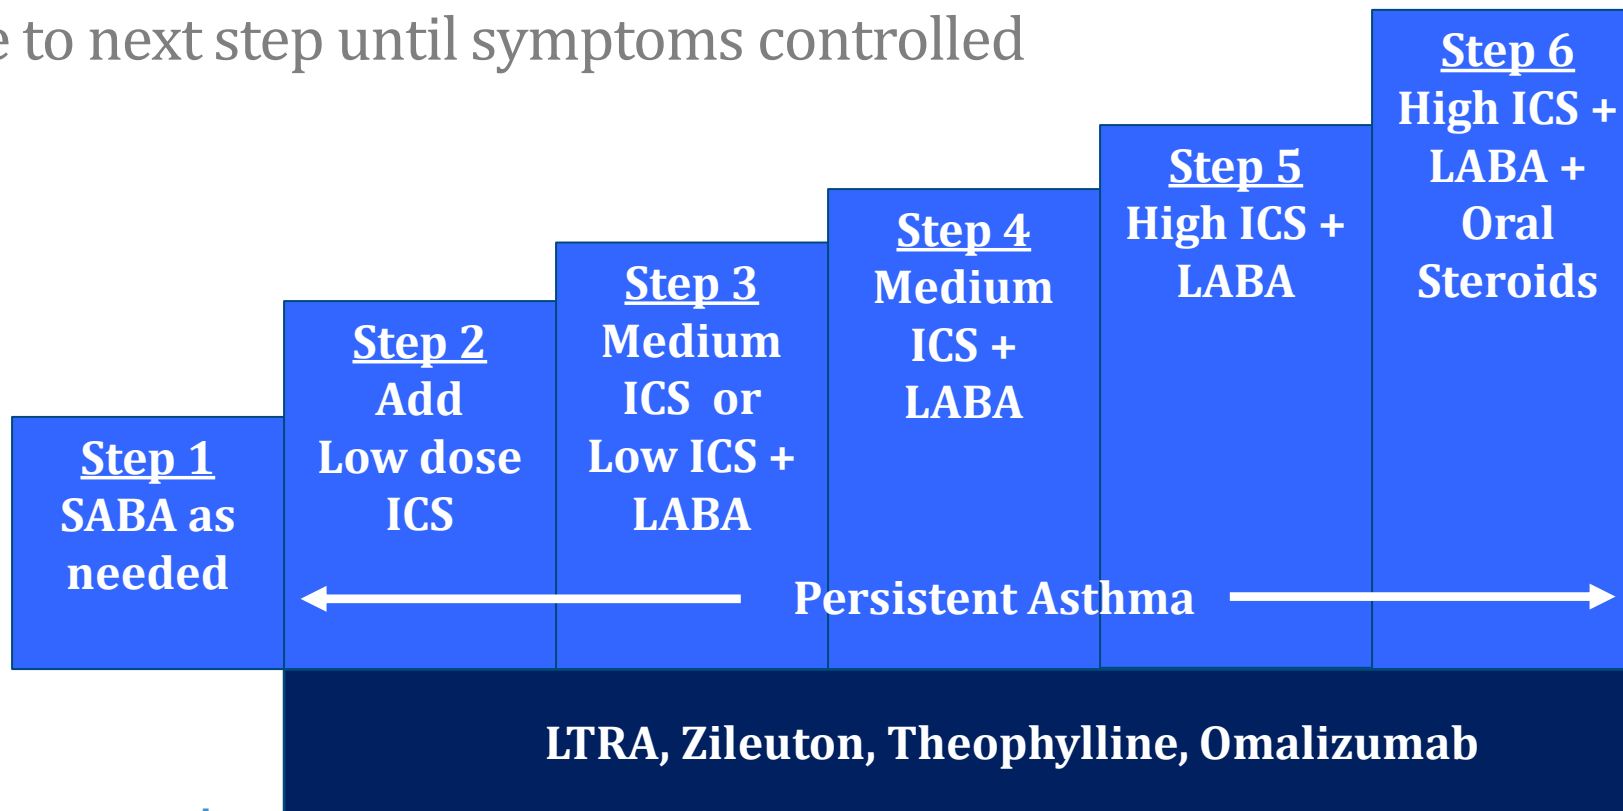 e to next step until symptoms controlled
Step 1
SABA as
needed
Step 2
Add
Low dose
ICS
Step 3
Medium
ICS or
Low ICS +
LABA
Step 4
Medium
ICS +
LABA
Step 5
High ICS +
LABA
Step 6
High ICS +
LABA +
Oral
Steroids
Persistent Asthma
LTRA, Zileuton, Theophylline, Omalizumab